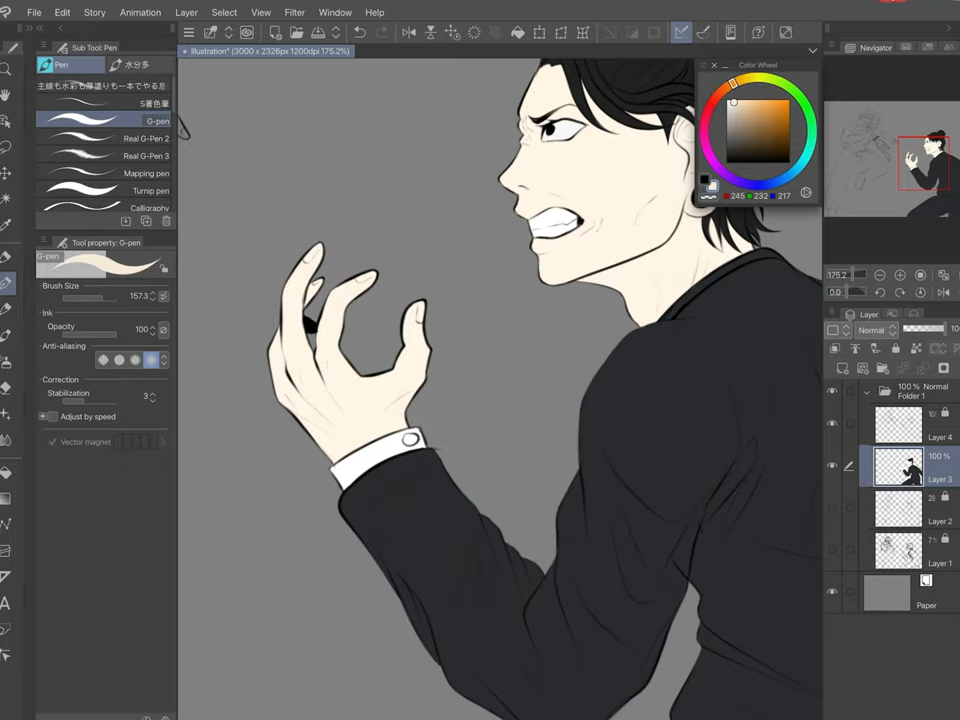 File Edit Story Animation Layer Select View Filter Window Help
Illustration* (3000 x 2326px 1200dpi 175.2%)
Sub Tool: Pen
Pen
水分多
主線も水彩も厚塗りも一本でやる息
S著色筆
G-pen
Real G-Pen 2
Real G-Pen 3
Mapping pen
Turnip pen
Calligraphy
Tool property: G-pen
G-pen
Brush Size
157.3
Ink
Opacity
100
Anti-aliasing
Correction
Stabilization
3
Adjust by speed
Vector magnet
Color Wheel
245
232
217
Navigator
175.2
0.0
Layer
Normal
100 % Normal
Folder 1
Layer 4
100 %
Layer 3
28
Layer 2
Layer 1
Paper